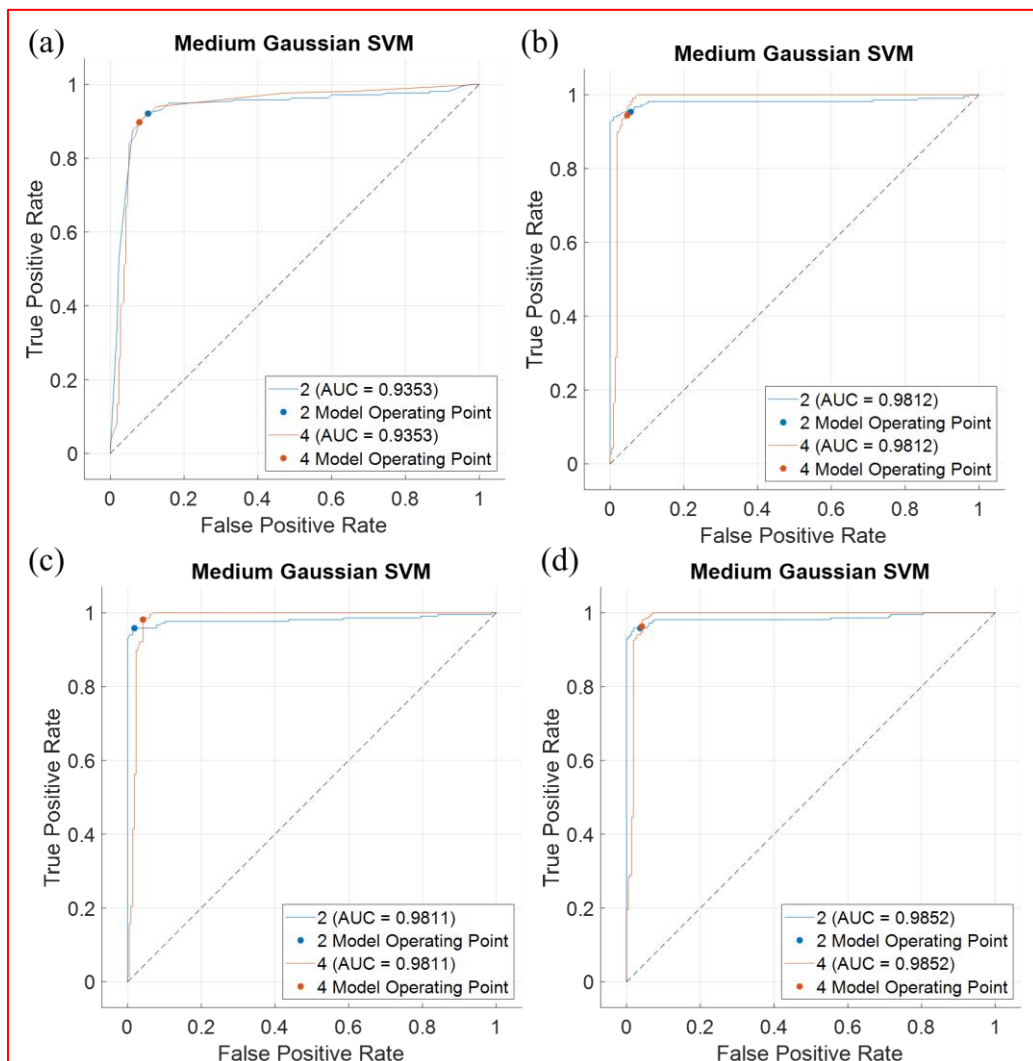 (a)
Medium Gaussian SVM
1
0.8
0.6
0.4
0.2
0
True Positive Rate
2 (AUC = 0.9353)
2 Model Operating Point
4 (AUC = 0.9353)
4 Model Operating Point
0 0.2 0.4 0.6 0.8 1
False Positive Rate
(b)
Medium Gaussian SVM
1
0.8
0.6
0.4
0.2
0
True Positive Rate
2 (AUC = 0.9812)
2 Model Operating Point
4 (AUC = 0.9812)
4 Model Operating Point
0 0.2 0.4 0.6 0.8 1
False Positive Rate
(c)
Medium Gaussian SVM
1
0.8
0.6
0.4
0.2
0
True Positive Rate
2 (AUC = 0.9811)
2 Model Operating Point
4 (AUC = 0.9811)
4 Model Operating Point
0 0.2 0.4 0.6 0.8 1
False Positive Rate
(d)
Medium Gaussian SVM
1
0.8
0.6
0.4
0.2
0
True Positive Rate
2 (AUC = 0.9852)
2 Model Operating Point
4 (AUC = 0.9852)
4 Model Operating Point
0 0.2 0.4 0.6 0.8 1
False Positive Rate